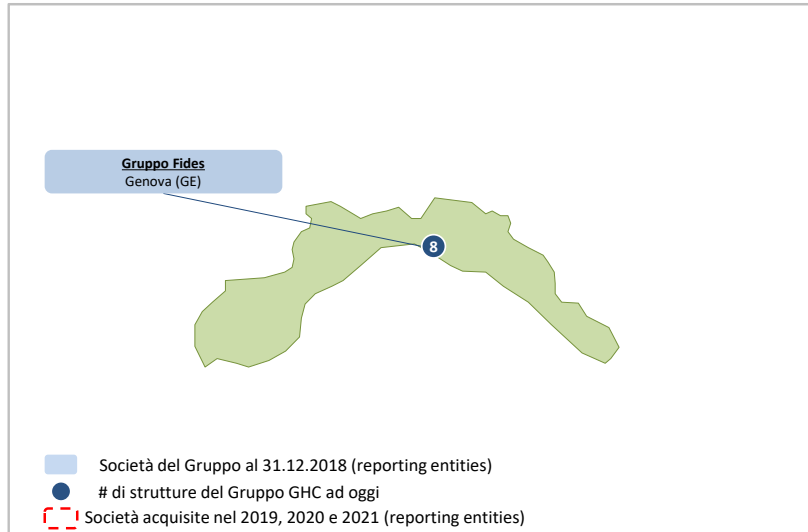 Gruppo Fides
Genova (GE)
8
Società del Gruppo al 31.12.2018 (reporting entities)
# di strutture del Gruppo GHC ad oggi
Società acquisite nel 2019, 2020 e 2021 (reporting entities)